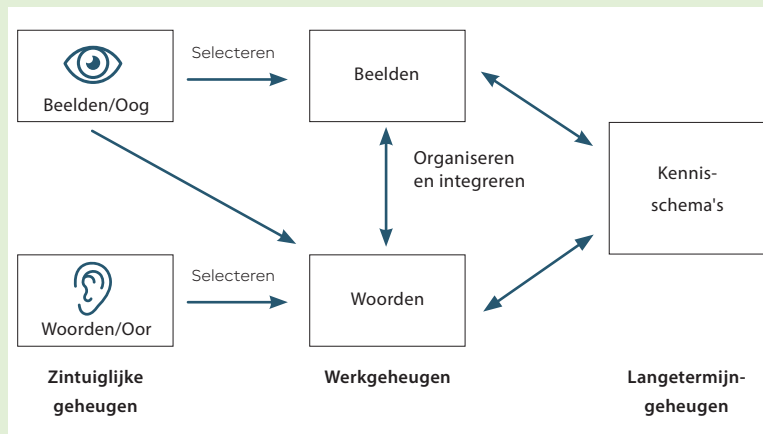 Selecteren
Beelden/Oog
Beelden
Organiseren
en integreren
Kennis-
schema's
Selecteren
Woorden/Oor
Woorden
Zintuiglijke
geheugen
Werkgeheugen
Langetermijn-
geheugen